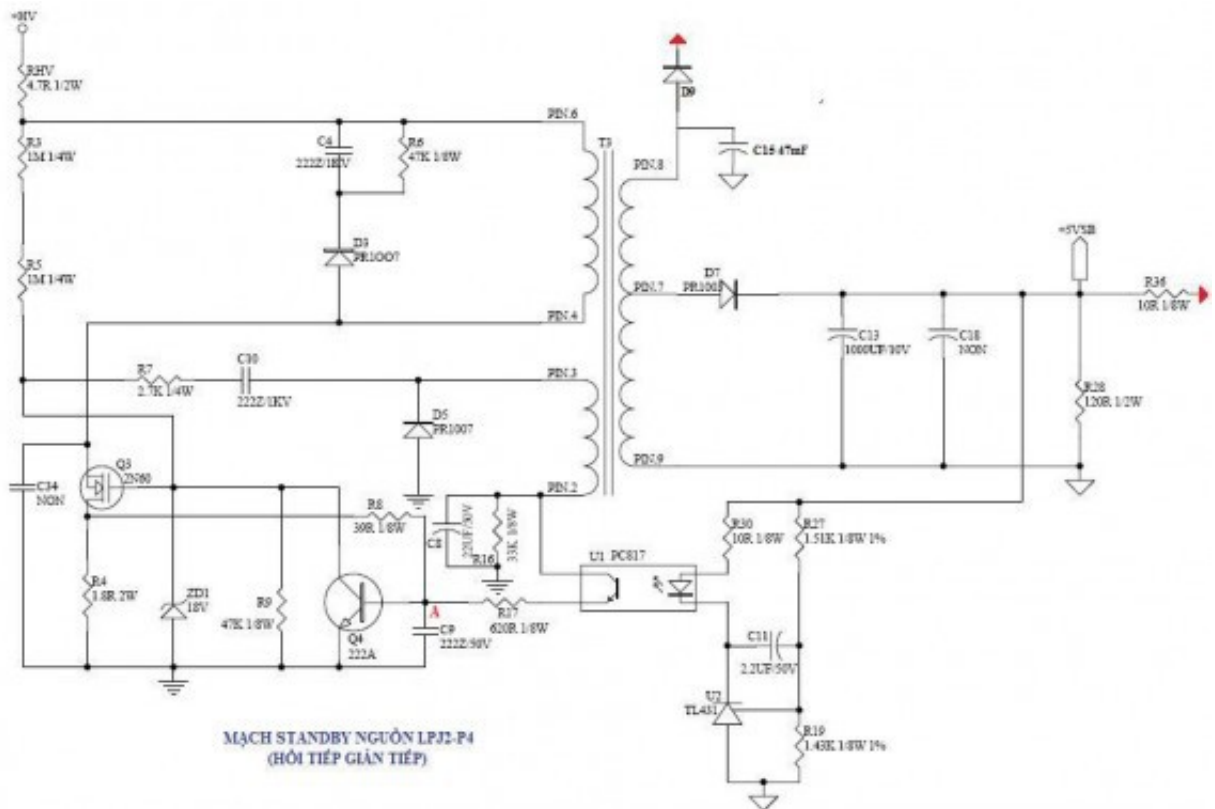 +HV
RHV
4.7R 1/2W
R3
1M 1/4W
R5
1M 1/4W
C4
222Z/1KV
R6
47K 1/8W
D3
PR1OO7
PIN.6
T3
PIN.4
PIN.3
PIN.2
PIN.8
PIN.7
PIN.9
D9
C15 47mF
D7
C13
1000UF/10V
C18
NON
+5VSB
R36
10R 1/8W
R28
120R 1/2W
R7
2.7K 1/4W
C10
222Z/1KV
D5
PR1007
C34
NON
Q3
2N60
R8
39R 1/8W
R4
1.8R 2W
ZD1
18V
R9
47K 1/8W
Q4
222A
A
C9
222Z/50V
C8
22UF/50V
R16
33K 1/8W
R17
620R 1/8W
U1 PC817
R30
10R 1/8W
R27
1.51K 1/8W 1%
C11
2.2UF/50V
U2
TL431
R19
1.43K 1/8W 1%
MẠCH STANDBY NGUỒN LPJ2-P4
(HỒI TIẾP GIÁN TIẾP)